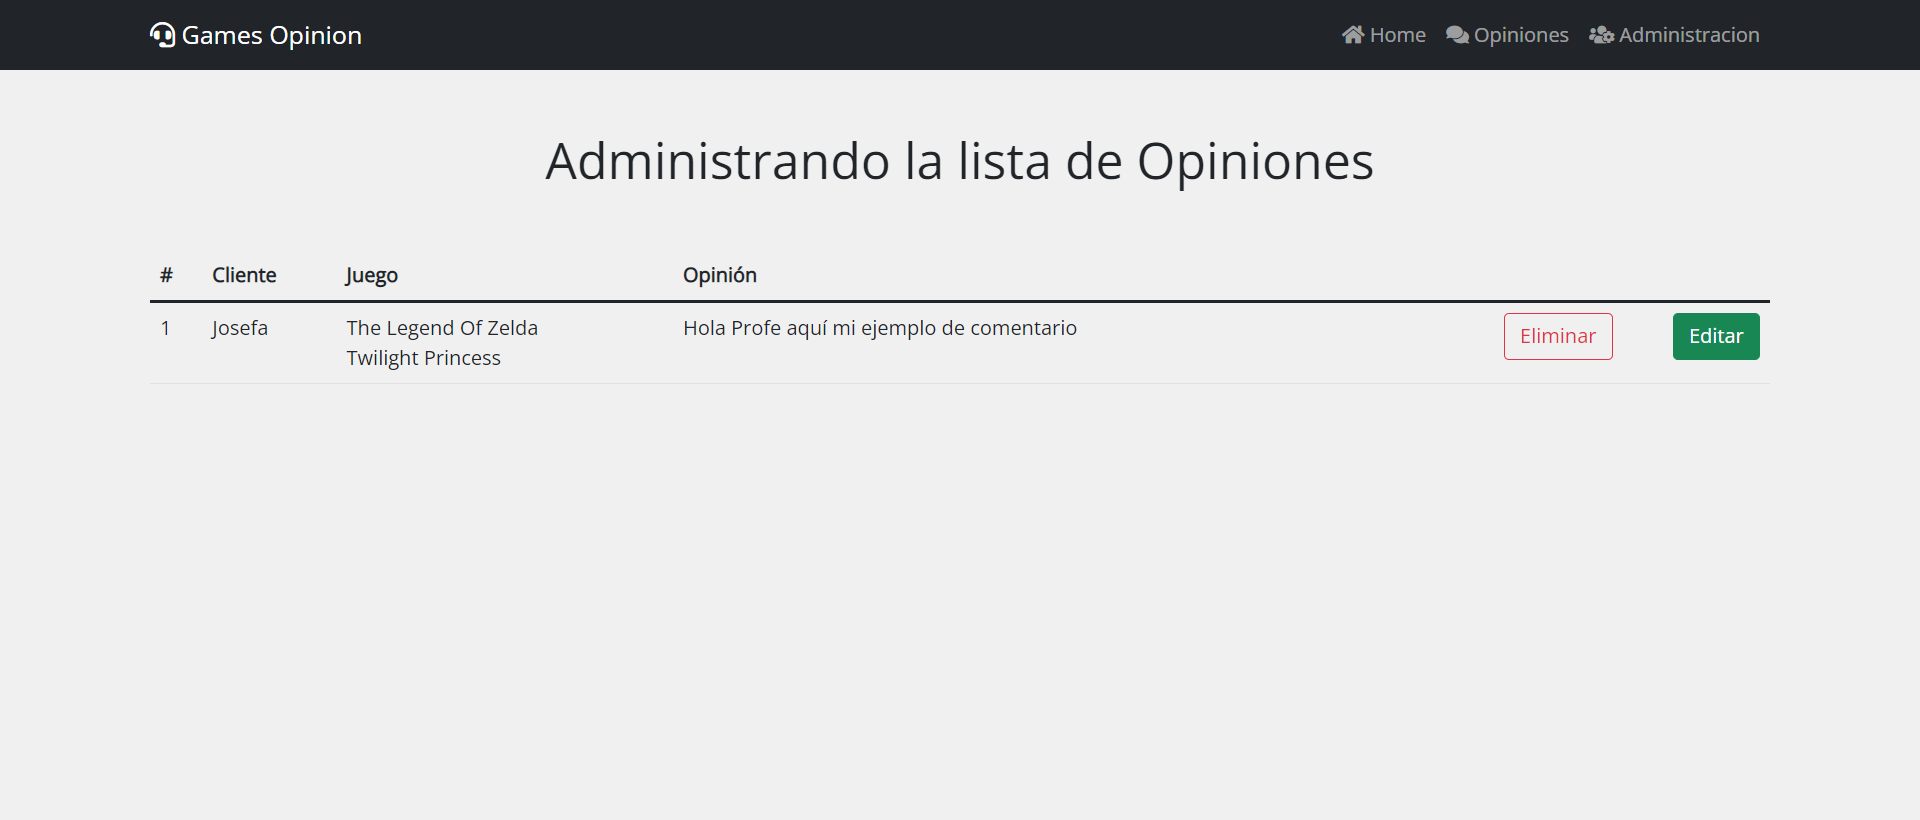 Games Opinion Home Opiniones Administracion
Administrando la lista de Opiniones
# Cliente Juego Opinión
1 Josefa The Legend Of Zelda Hola Profe aquí mi ejemplo de comentario Eliminar Editar
Twilight Princess